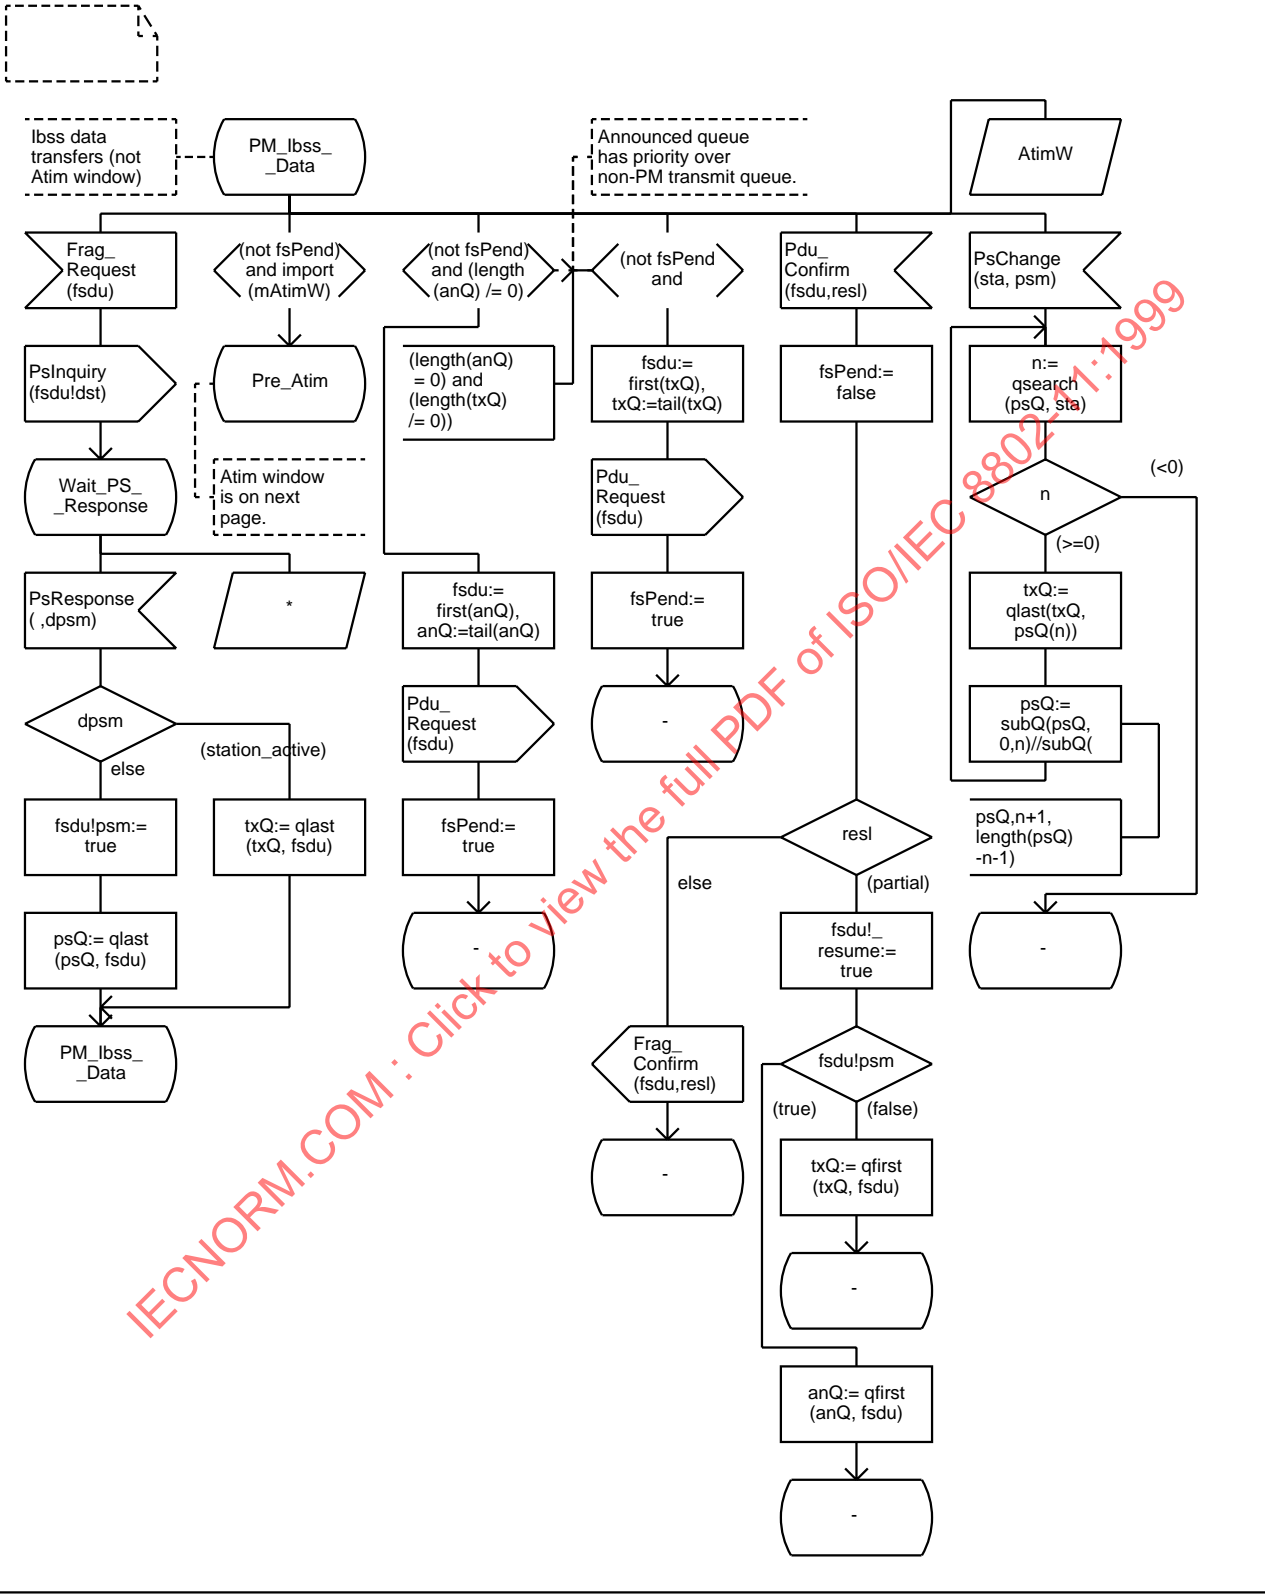 Ibss data
transfers (not
Atim window)
PM_Ibss_
_Data
Announced queue
has priority over
non-PM transmit queue.
AtimW
Frag_
Request
(fsdu)
(not fsPend)
and import
(mAtimW)
(not fsPend)
and (length
(anQ) /= 0)
(not fsPend
and
Pdu_
Confirm
(fsdu,resl)
PsChange
(sta, psm)
PsInquiry
(fsdu!dst)
Pre_Atim
(length(anQ)
= 0) and
(length(txQ)
/= 0))
fsdu:=
first(txQ),
txQ:=tail(txQ)
fsPend:=
false
n:=
qsearch
(psQ, sta)
Wait_PS_
_Response
Atim window
is on next
page.
Pdu_
Request
(fsdu)
n
(<0)
(>=0)
PsResponse
( ,dpsm)
*
fsdu:=
first(anQ),
anQ:=tail(anQ)
fsPend:=
true
txQ:=
qlast(txQ,
psQ(n))
dpsm
(station_active)
else
Pdu_
Request
(fsdu)
-
psQ:=
subQ(psQ,
0,n)//subQ(
fsdu!psm:=
true
txQ:= qlast
(txQ, fsdu)
fsPend:=
true
resl
else
(partial)
psQ,n+1,
length(psQ)
-n-1)
psQ:= qlast
(psQ, fsdu)
-
fsdu!_
resume:=
true
-
PM_Ibss_
_Data
Frag_
Confirm
(fsdu,resl)
fsdu!psm
(true)
(false)
-
txQ:= qfirst
(txQ, fsdu)
-
anQ:= qfirst
(anQ, fsdu)
-
IECNORM.COM : Click to view the full PDF of ISO/IEC 8802-11:1999